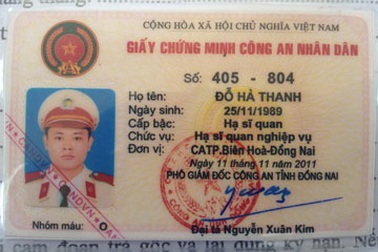 CỘNG HÒA XÃ HỘI CHỦ NGHĨA VIỆT NAM
GIẤY CHỨNG MINH CÔNG AN NHÂN DÂN
Số: 405 - 804
Họ tên: ĐỖ HÀ THANH
Ngày sinh: 25/11/1989
Cấp bậc: Hạ sĩ quan
Chức vụ: Hạ sĩ quan nghiệp vụ
Đơn vị: CATP.Biên Hoà-Đồng Nai
Ngày 11 tháng 11 năm 2011
PHÓ GIÁM ĐỐC CÔNG AN TỈNH ĐỒNG NAI
Đại tá Nguyễn Xuân Kim
Nhóm máu: O
CANDVN